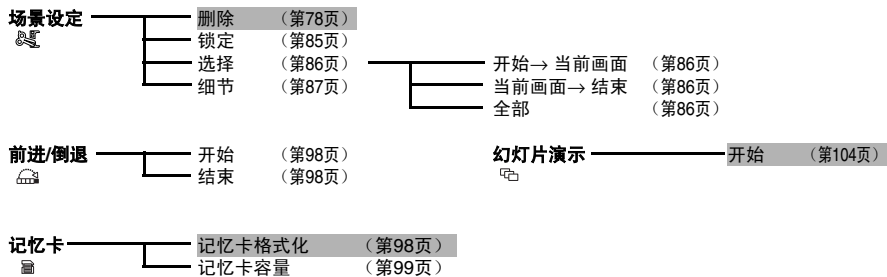 场景设定 删除 （第78页）
锁定 （第85页）
选择 （第86页） 开始→ 当前画面 （第86页）
细节 （第87页） 当前画面→ 结束 （第86页）
全部 （第86页）
前进/倒退 开始 （第98页） 幻灯片演示 开始 （第104页）
结束 （第98页）
记忆卡 记忆卡格式化 （第98页）
记忆卡容量 （第99页）